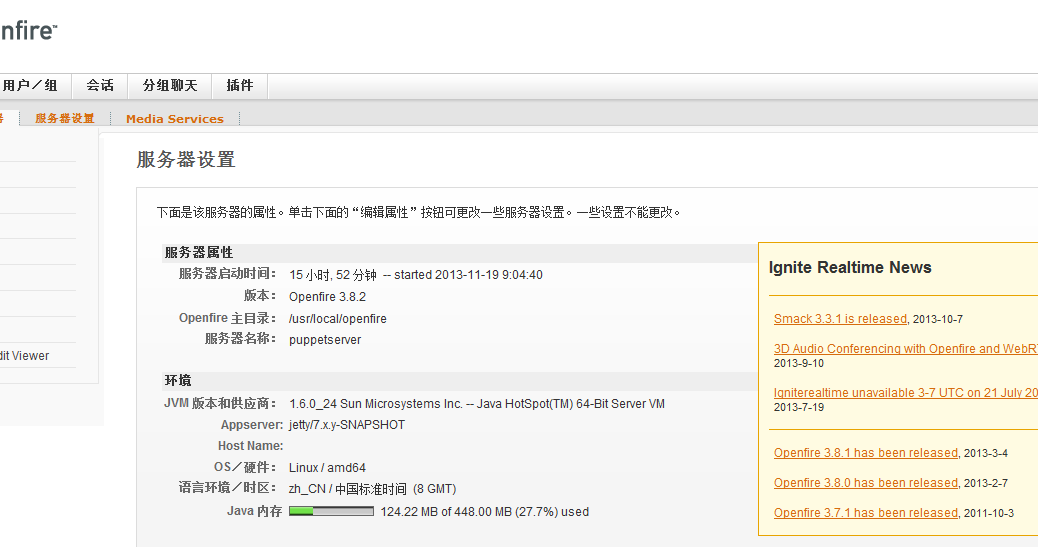 nfire™
用户／组 会话 分组聊天 插件
器 服务器设置 Media Services
服务器设置
下面是该服务器的属性。单击下面的“编辑属性”按钮可更改一些服务器设置。一些设置不能更改。
服务器属性
服务器启动时间： 15 小时, 52 分钟 -- started 2013-11-19 9:04:40
版本： Openfire 3.8.2
Openfire 主目录： /usr/local/openfire
服务器名称： puppetserver
环境
JVM 版本和供应商： 1.6.0_24 Sun Microsystems Inc. -- Java HotSpot(TM) 64-Bit Server VM
Appserver: jetty/7.x.y-SNAPSHOT
Host Name:
OS／硬件： Linux / amd64
语言环境／时区： zh_CN / 中国标准时间 (8 GMT)
Java 内存 124.22 MB of 448.00 MB (27.7%) used
dit Viewer
Ignite Realtime News
Smack 3.3.1 is released, 2013-10-7
3D Audio Conferencing with Openfire and WebR
2013-9-10
Igniterealtime unavailable 3-7 UTC on 21 July 20
2013-7-19
Openfire 3.8.1 has been released, 2013-3-4
Openfire 3.8.0 has been released, 2013-2-7
Openfire 3.7.1 has been released, 2011-10-3